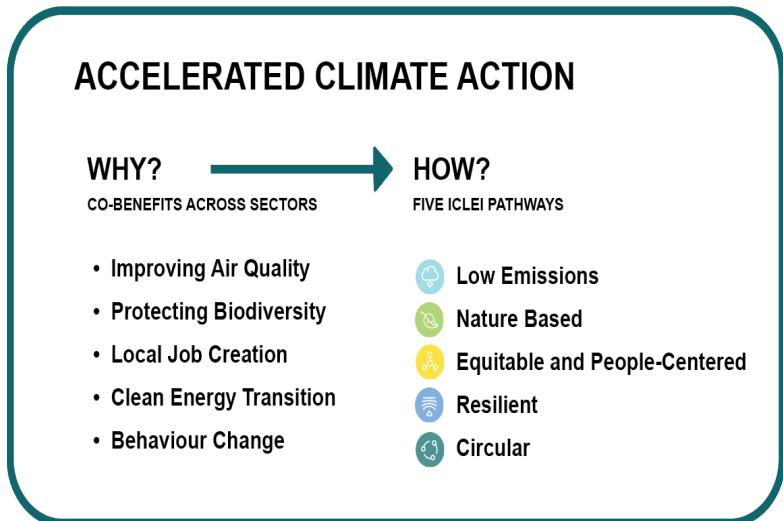 ACCELERATED CLIMATE ACTION
WHY?
CO-BENEFITS ACROSS SECTORS
• Improving Air Quality
• Protecting Biodiversity
• Local Job Creation
• Clean Energy Transition
• Behaviour Change
HOW?
FIVE ICLEI PATHWAYS
Low Emissions
Nature Based
Equitable and People-Centered
Resilient
Circular